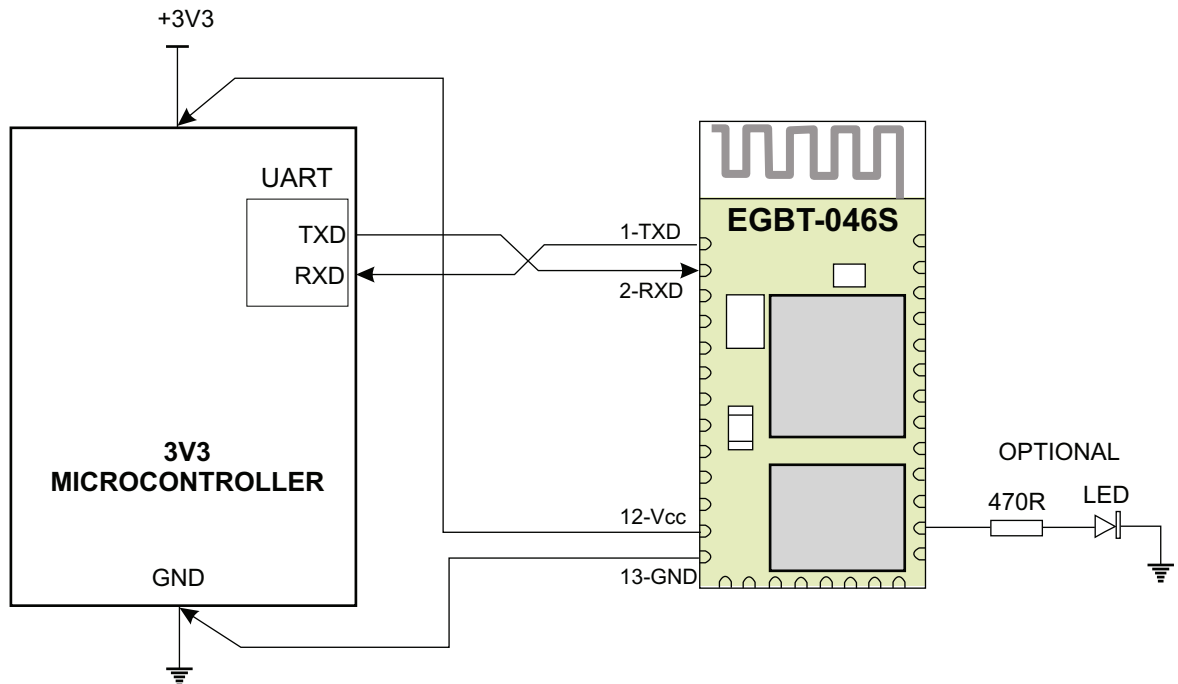 +3V3
UART
TXD
RXD
3V3
MICROCONTROLLER
GND
1-TXD
2-RXD
12-Vcc
13-GND
EGBT-046S
OPTIONAL
470R
LED